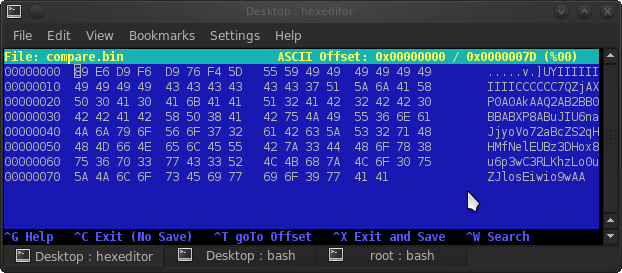 Desktop : hexeditor
File Edit View Bookmarks Settings Help
File: compare.bin ASCII Offset: 0x00000000 / 0x0000007D (%00)
00000000 89 E6 D9 F6 D9 76 F4 5D 55 59 49 49 49 49 49 49 .....v.]UYIIIIII
00000010 49 49 49 49 43 43 43 43 43 43 37 51 5A 6A 41 58 IIIICCCCCC7QZjAX
00000020 50 30 41 30 41 6B 41 41 51 32 41 42 32 42 42 30 P0A0AkAAQ2AB2BB0
00000030 42 42 41 42 58 50 38 41 42 75 4A 49 55 36 6E 61 BBABXP8ABuJIU6na
00000040 4A 6A 79 6F 56 6F 37 32 61 42 63 5A 53 32 71 48 JjyoVo72aBcZS2qH
00000050 48 4D 66 4E 65 6C 45 55 42 7A 33 44 48 6F 78 38 HMfNelEUBz3DHox8
00000060 75 36 70 33 77 43 33 52 4C 4B 68 7A 4C 6F 30 75 u6p3wC3RLKhzLo0u
00000070 5A 4A 6C 6F 73 45 69 77 69 6F 39 77 41 41 ZJlosEiwio9wAA
^G Help ^C Exit (No Save) ^T goTo Offset ^X Exit and Save ^W Search
Desktop : hexeditor Desktop : bash root : bash